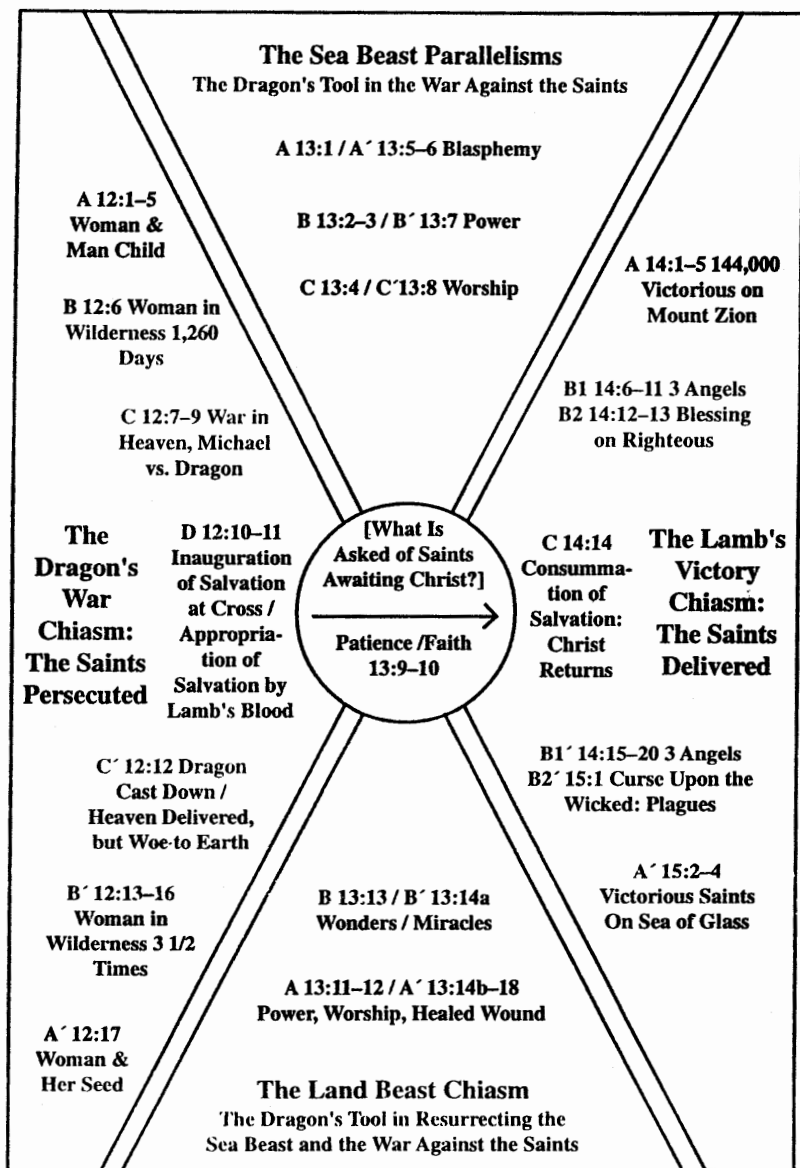 The Sea Beast Parallelisms
The Dragon's Tool in the War Against the Saints
A 13:1 / A´ 13:5–6 Blasphemy
B 13:2–3 / B´ 13:7 Power
C 13:4 / C´13:8 Worship
A 12:1–5
Woman &
Man Child
B 12:6 Woman in
Wilderness 1,260
Days
C 12:7–9 War in
Heaven, Michael
vs. Dragon
The
Dragon's
War
Chiasm:
The Saints
Persecuted
D 12:10–11
Inauguration
of Salvation
at Cross /
Appropria-
tion of
Salvation by
Lamb's Blood
C´ 12:12 Dragon
Cast Down /
Heaven Delivered,
but Woe to Earth
B´ 12:13–16
Woman in
Wilderness 3 1/2
Times
A´ 12:17
Woman &
Her Seed
[What Is
Asked of Saints
Awaiting Christ?]
Patience /Faith
13:9–10
A 14:1–5 144,000
Victorious on
Mount Zion
B1 14:6–11 3 Angels
B2 14:12–13 Blessing
on Righteous
C 14:14
Consumma-
tion of
Salvation:
Christ
Returns
The Lamb's
Victory
Chiasm:
The Saints
Delivered
B1´ 14:15–20 3 Angels
B2´ 15:1 Curse Upon the
Wicked: Plagues
A´ 15:2–4
Victorious Saints
On Sea of Glass
B 13:13 / B´ 13:14a
Wonders / Miracles
A 13:11–12 / A´ 13:14b–18
Power, Worship, Healed Wound
The Land Beast Chiasm
The Dragon's Tool in Resurrecting the
Sea Beast and the War Against the Saints